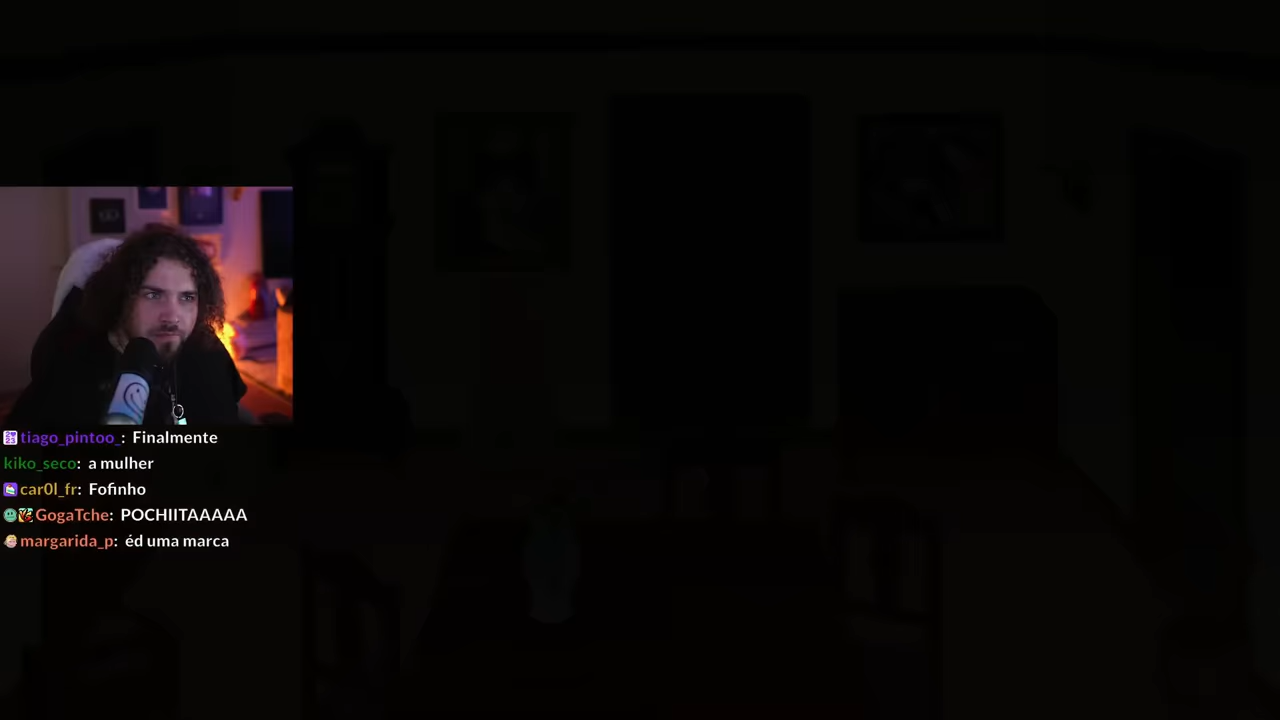 tiago_pintoo_: Finalmente
kiko_seco: a mulher
car0l_fr: Fofinho
GogaTche: POCHIITAAAAA
margarida_p: éd uma marca